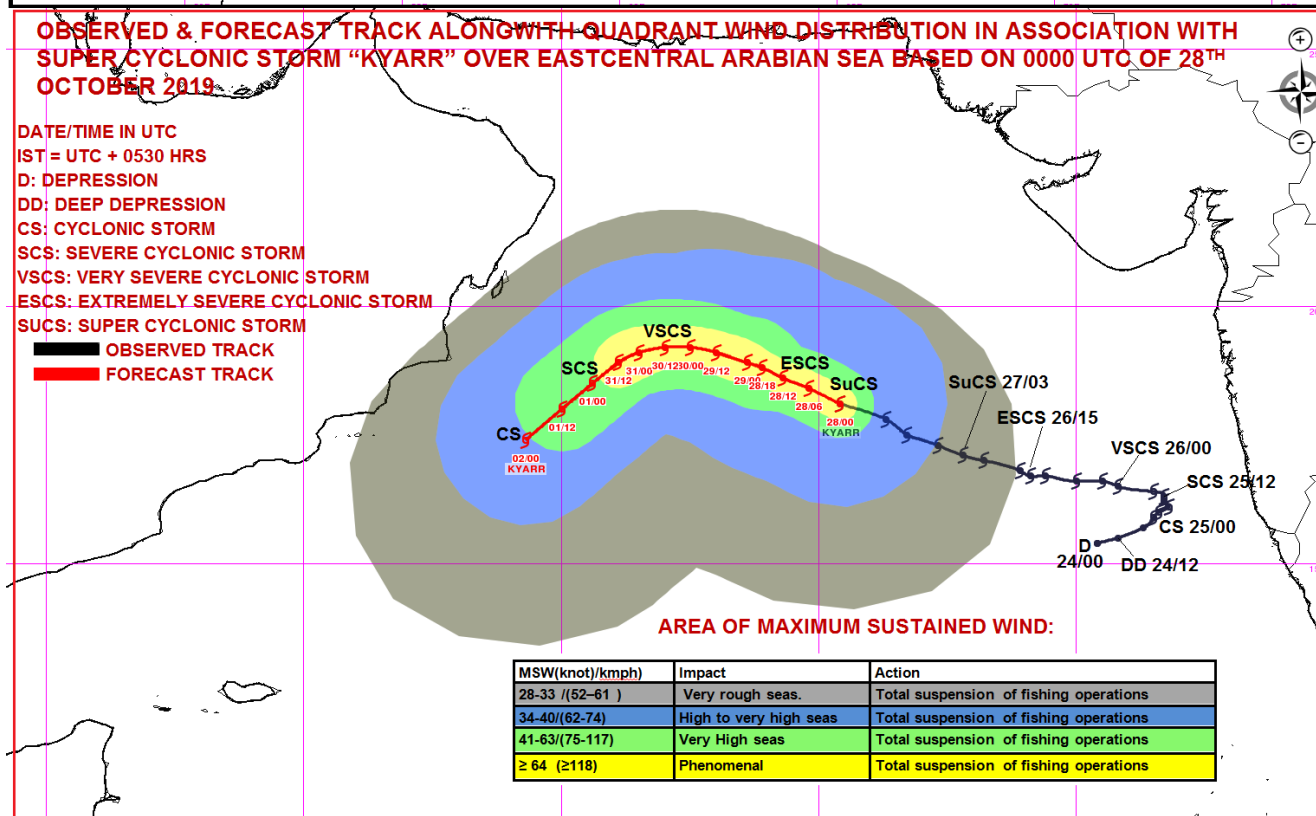 OBSERVED & FORECAST TRACK ALONGWITH QUADRANT WIND DISTRIBUTION IN ASSOCIATION WITH
SUPER CYCLONIC STORM “KYARR” OVER EASTCENTRAL ARABIAN SEA BASED ON 0000 UTC OF 28TH
OCTOBER 2019
DATE/TIME IN UTC
IST = UTC + 0530 HRS
D: DEPRESSION
DD: DEEP DEPRESSION
CS: CYCLONIC STORM
SCS: SEVERE CYCLONIC STORM
VSCS: VERY SEVERE CYCLONIC STORM
ESCS: EXTREMELY SEVERE CYCLONIC STORM
SUCS: SUPER CYCLONIC STORM
OBSERVED TRACK
FORECAST TRACK
CS
02/00
KYARR
01/12
SCS
01/00
31/12
31/00
VSCS
30/12
30/00
29/12
29/00
28/18
ESCS
28/12
28/06
SuCS
28/00
KYARR
SuCS 27/03
ESCS 26/15
VSCS 26/00
SCS 25/12
CS 25/00
DD 24/12
D
24/00
AREA OF MAXIMUM SUSTAINED WIND:
MSW(knot)/kmph) Impact Action
28-33 /(52–61 ) Very rough seas. Total suspension of fishing operations
34-40/(62-74) High to very high seas Total suspension of fishing operations
41-63/(75-117) Very High seas Total suspension of fishing operations
≥ 64 (≥118) Phenomenal Total suspension of fishing operations